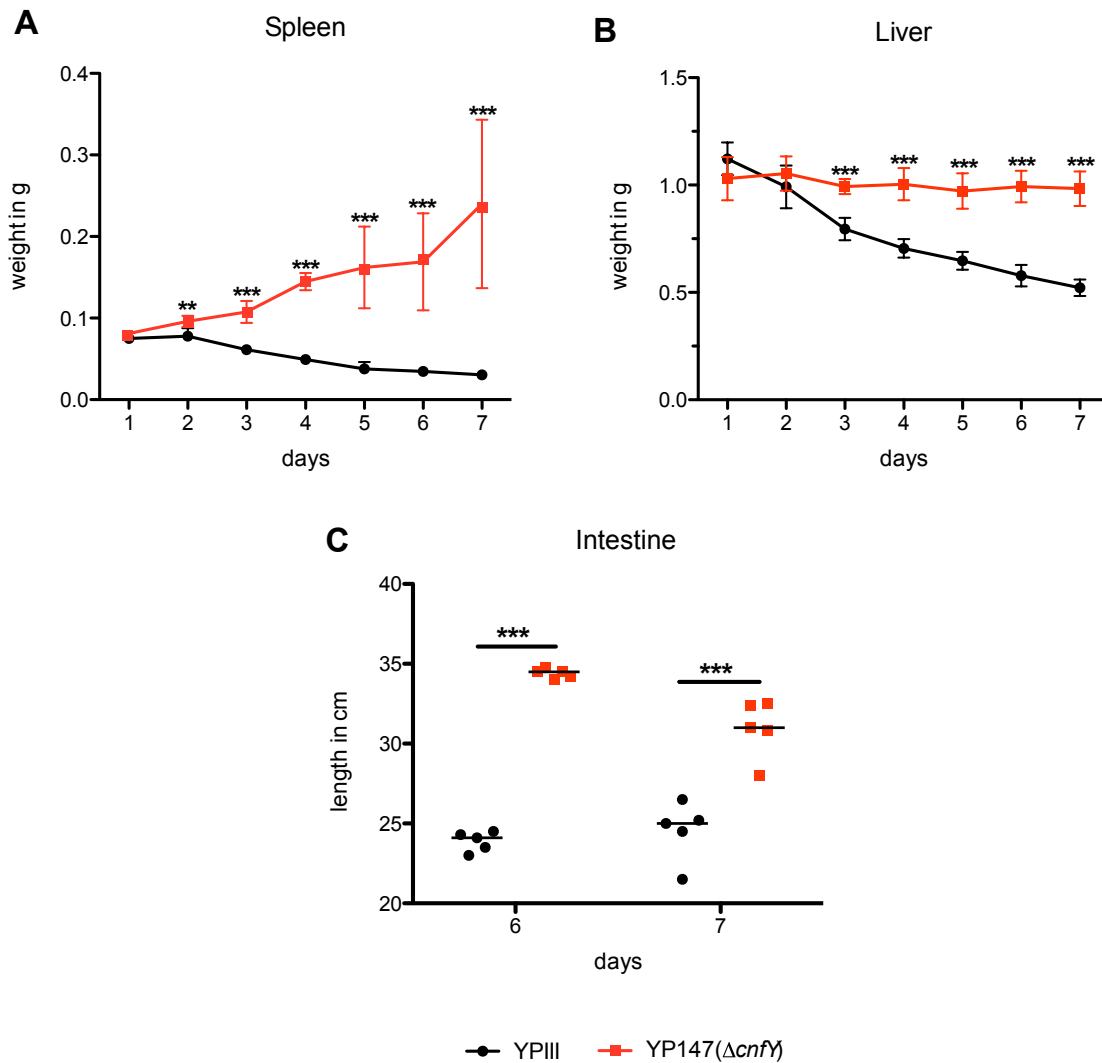 A
Spleen
weight in g
0.4
0.3
0.2
0.1
0.0
**
***
***
***
***
***
1 2 3 4 5 6 7
days
B
Liver
weight in g
1.5
1.0
0.5
0.0
***
***
***
***
***
1 2 3 4 5 6 7
days
C
Intestine
length in cm
40
35
30
25
20
***
***
6 7
days
YPIII YP147(ΔcnfY)